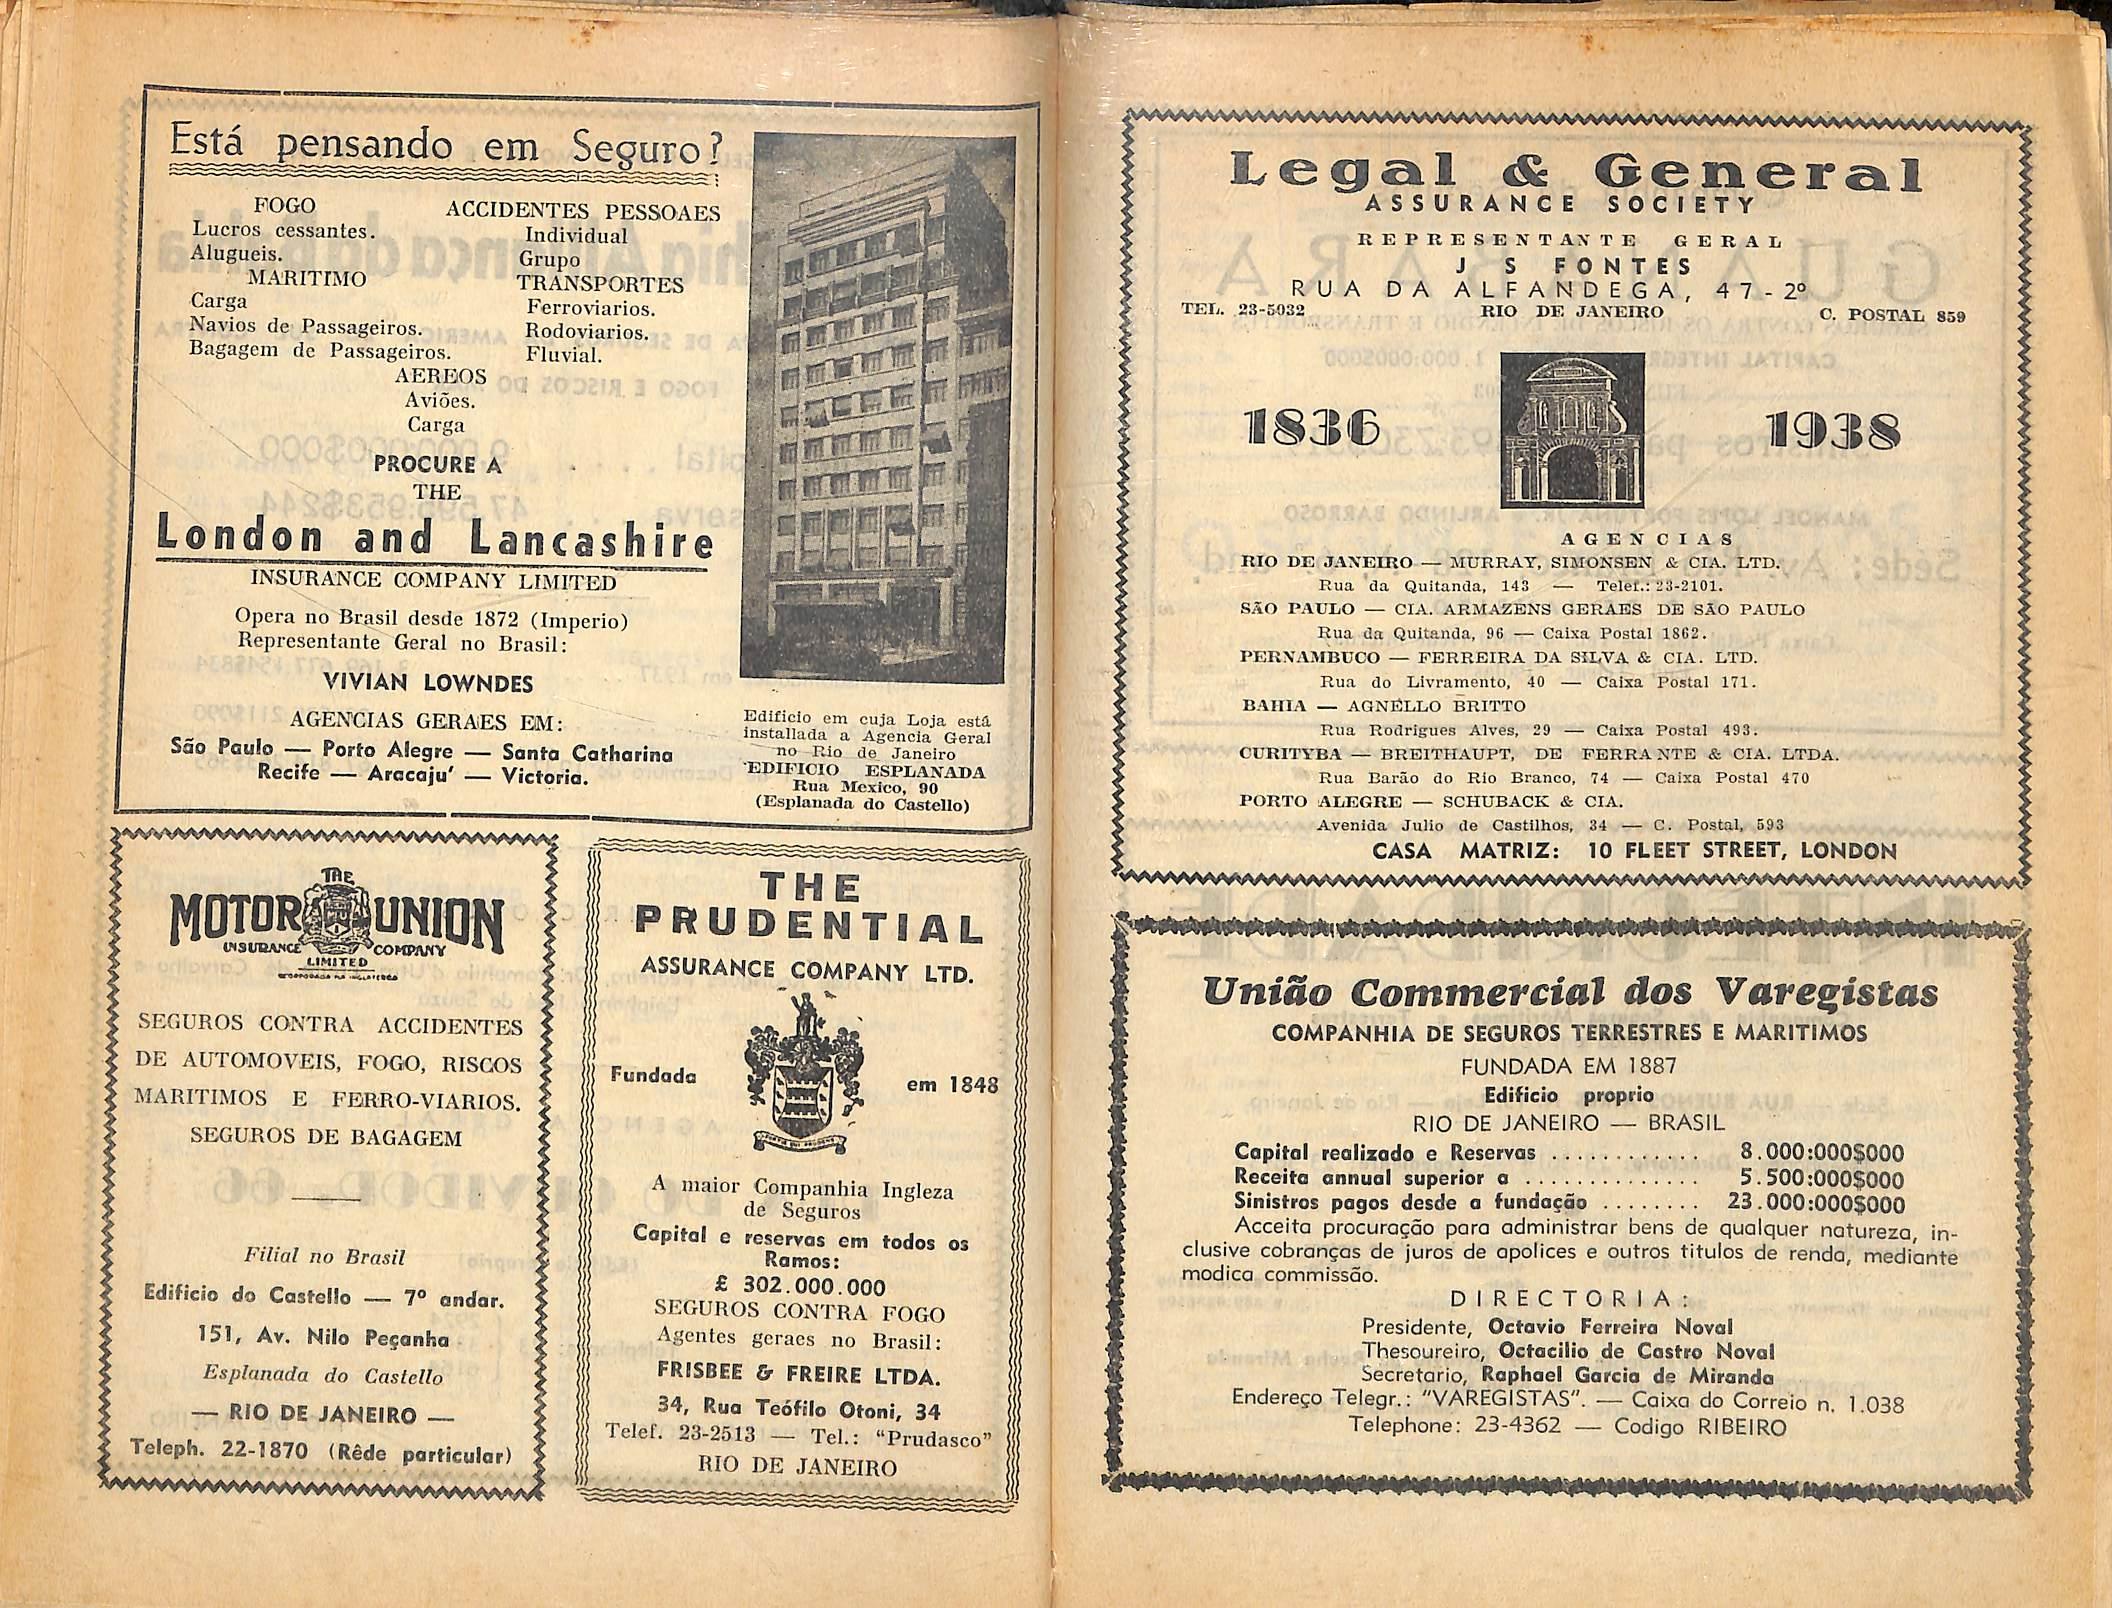 Está pensando em Seguro?
FOGO
Lucros cessantes.
Alugueis.
MARITIMO
Carga
Navios de Passageiros.
Bagagem de Passageiros.
ACCIDENTES PESSOAES
Individual
Grupo
TRANSPORTES
Ferroviarios.
Rodoviarios.
Fluvial.
AEREOS
Aviões.
Carga
PROCURE A
THE
London and Lancashire
INSURANCE COMPANY LIMITED
Opera no Brasil desde 1872 (Imperio)
Representante Geral no Brasil:
VIVIAN LOWNDES
AGENCIAS GERAES EM:
São Paulo — Porto Alegre — Santa Catharina
Recife — Aracaju' — Victoria.
Edificio em cuja Loja está
installada a Agencia Geral
no Rio de Janeiro
EDIFICIO ESPLANADA
Rua Mexico, 90
(Esplanada do Castello)
THE
MOTOR UNION
INSURANCE COMPANY
LIMITED
SEGUROS CONTRA ACCIDENTES
DE AUTOMOVEIS, FOGO, RISCOS
MARITIMOS E FERRO-VIARIOS.
SEGUROS DE BAGAGEM
Filial no Brasil
Edificio do Castello — 7º andar.
151, Av. Nilo Peçanha
Esplanada do Castello
— RIO DE JANEIRO —
Teleph. 22-1870 (Rêde particular)
THE
PRUDENTIAL
ASSURANCE COMPANY LTD.
Fundada em 1848
A maior Companhia Ingleza
de Seguros
Capital e reservas em todos os
Ramos:
£ 302.000.000
SEGUROS CONTRA FOGO
Agentes geraes no Brasil:
FRISBEE & FREIRE LTDA.
34, Rua Teófilo Otoni, 34
Telef. 23-2513 — Tel.: "Prudasco"
RIO DE JANEIRO
Legal & General
ASSURANCE SOCIETY
REPRESENTANTE GERAL
J S FONTES
RUA DA ALFANDEGA, 47-2º
TEL. 23-5032 RIO DE JANEIRO C. POSTAL 859
1836 1938
AGENCIAS
RIO DE JANEIRO — MURRAY, SIMONSEN & CIA. LTD.
Rua da Quitanda, 143 — Telef.: 23-2101.
SÃO PAULO — CIA. ARMAZENS GERAES DE SÃO PAULO
Rua da Quitanda, 96 — Caixa Postal 1862.
PERNAMBUCO — FERREIRA DA SILVA & CIA. LTD.
Rua do Livramento, 40 — Caixa Postal 171.
BAHIA — AGNÉLLO BRITTO
Rua Rodrigues Alves, 29 — Caixa Postal 493.
CURITYBA — BREITHAUPT, DE FERRANTE & CIA. LTDA.
Rua Barão do Rio Branco, 74 — Caixa Postal 470
PORTO ALEGRE — SCHUBACK & CIA.
Avenida Julio de Castilhos, 34 — C. Postal, 593
CASA MATRIZ: 10 FLEET STREET, LONDON
União Commercial dos Varegistas
COMPANHIA DE SEGUROS TERRESTRES E MARITIMOS
FUNDADA EM 1887
Edificio proprio
RIO DE JANEIRO — BRASIL
Capital realizado e Reservas ............ 8.000:000$000
Receita annual superior a .............. 5.500:000$000
Sinistros pagos desde a fundação ........ 23.000:000$000
Acceita procuração para administrar bens de qualquer natureza, in-
clusive cobranças de juros de apolices e outros titulos de renda, mediante
modica commissão.
DIRECTORIA:
Presidente, Octavio Ferreira Noval
Thesoureiro, Octacilio de Castro Noval
Secretario, Raphael Garcia de Miranda
Endereço Telegr.: "VAREGISTAS". — Caixa do Correio n. 1.038
Telephone: 23-4362 — Codigo RIBEIRO